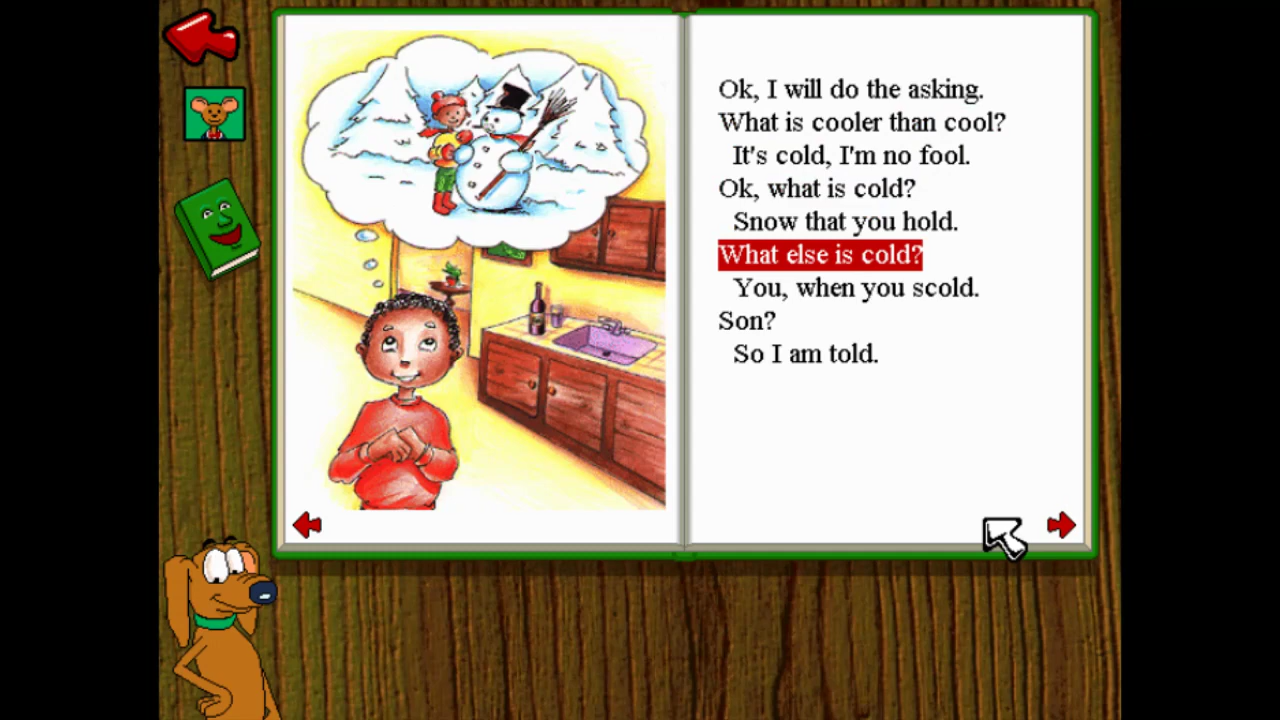 Ok, I will do the asking.
What is cooler than cool?
It's cold, I'm no fool.
Ok, what is cold?
Snow that you hold.
What else is cold?
You, when you scold.
Son?
So I am told.